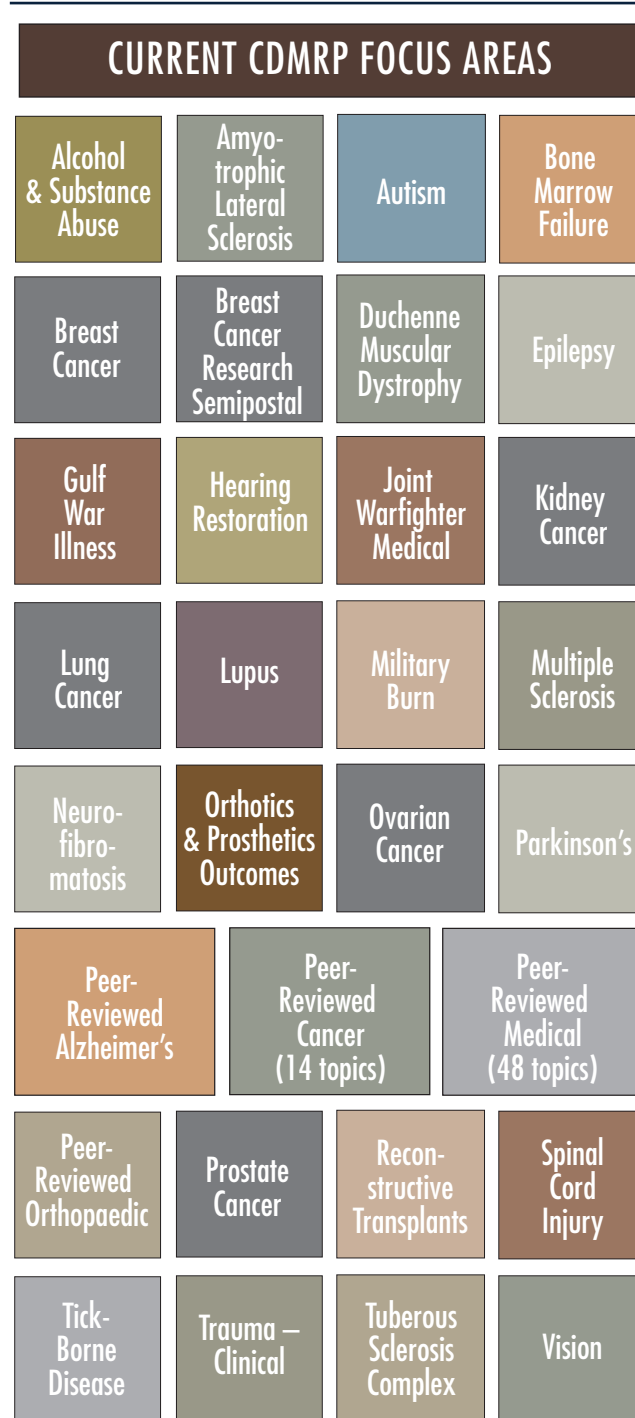 CURRENT CDMRP FOCUS AREAS
Alcohol
& Substance
Abuse
Amyo-
trophic
Lateral
Sclerosis
Autism
Bone
Marrow
Failure
Breast
Cancer
Breast
Cancer
Research
Semipostal
Duchenne
Muscular
Dystrophy
Epilepsy
Gulf
War
Illness
Hearing
Restoration
Joint
Warfighter
Medical
Kidney
Cancer
Lung
Cancer
Lupus
Military
Burn
Multiple
Sclerosis
Neuro-
fibro-
matosis
Orthotics
& Prosthetics
Outcomes
Ovarian
Cancer
Parkinson’s
Peer-
Reviewed
Alzheimer’s
Peer-
Reviewed
Cancer
(14 topics)
Peer-
Reviewed
Medical
(48 topics)
Peer-
Reviewed
Orthopaedic
Prostate
Cancer
Recon-
structive
Transplants
Spinal
Cord
Injury
Tick-
Borne
Disease
Trauma –
Clinical
Tuberous
Sclerosis
Complex
Vision